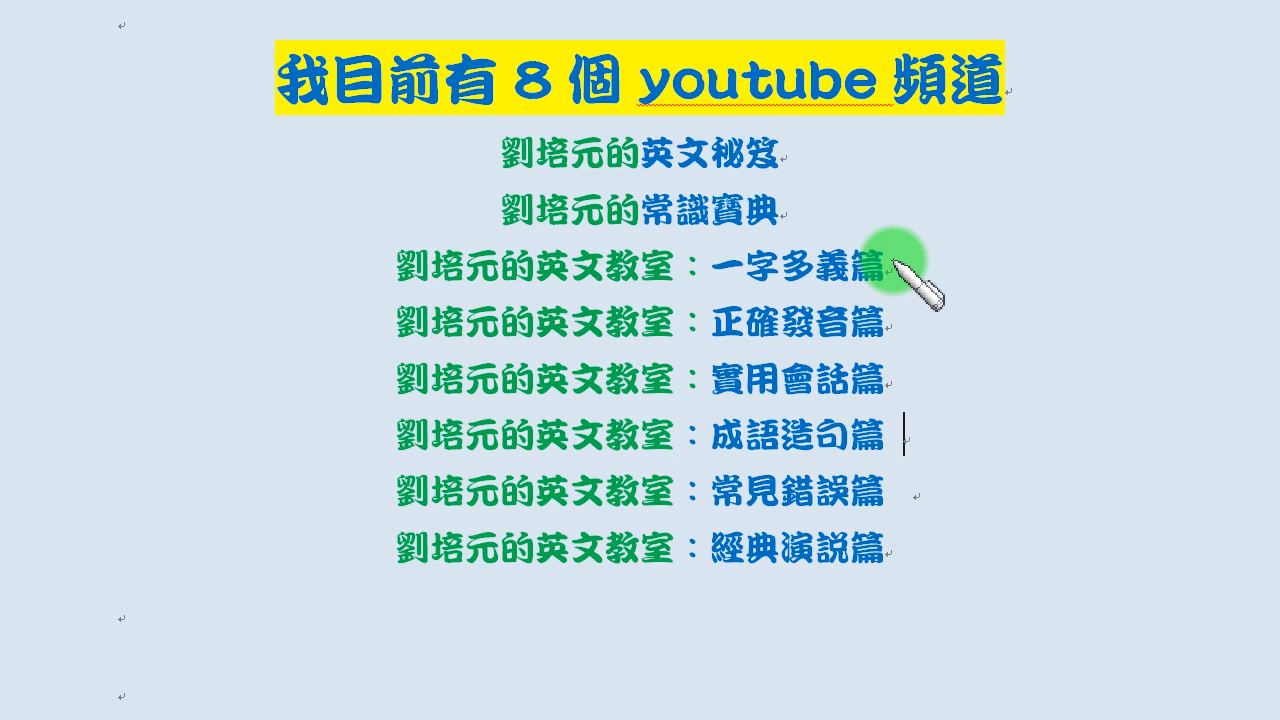 我目前有 8 個 youtube 頻道
劉培元的英文秘笈
劉培元的常識寶典
劉培元的英文教室：一字多義篇
劉培元的英文教室：正確發音篇
劉培元的英文教室：實用會話篇
劉培元的英文教室：成語造句篇
劉培元的英文教室：常見錯誤篇
劉培元的英文教室：經典演説篇